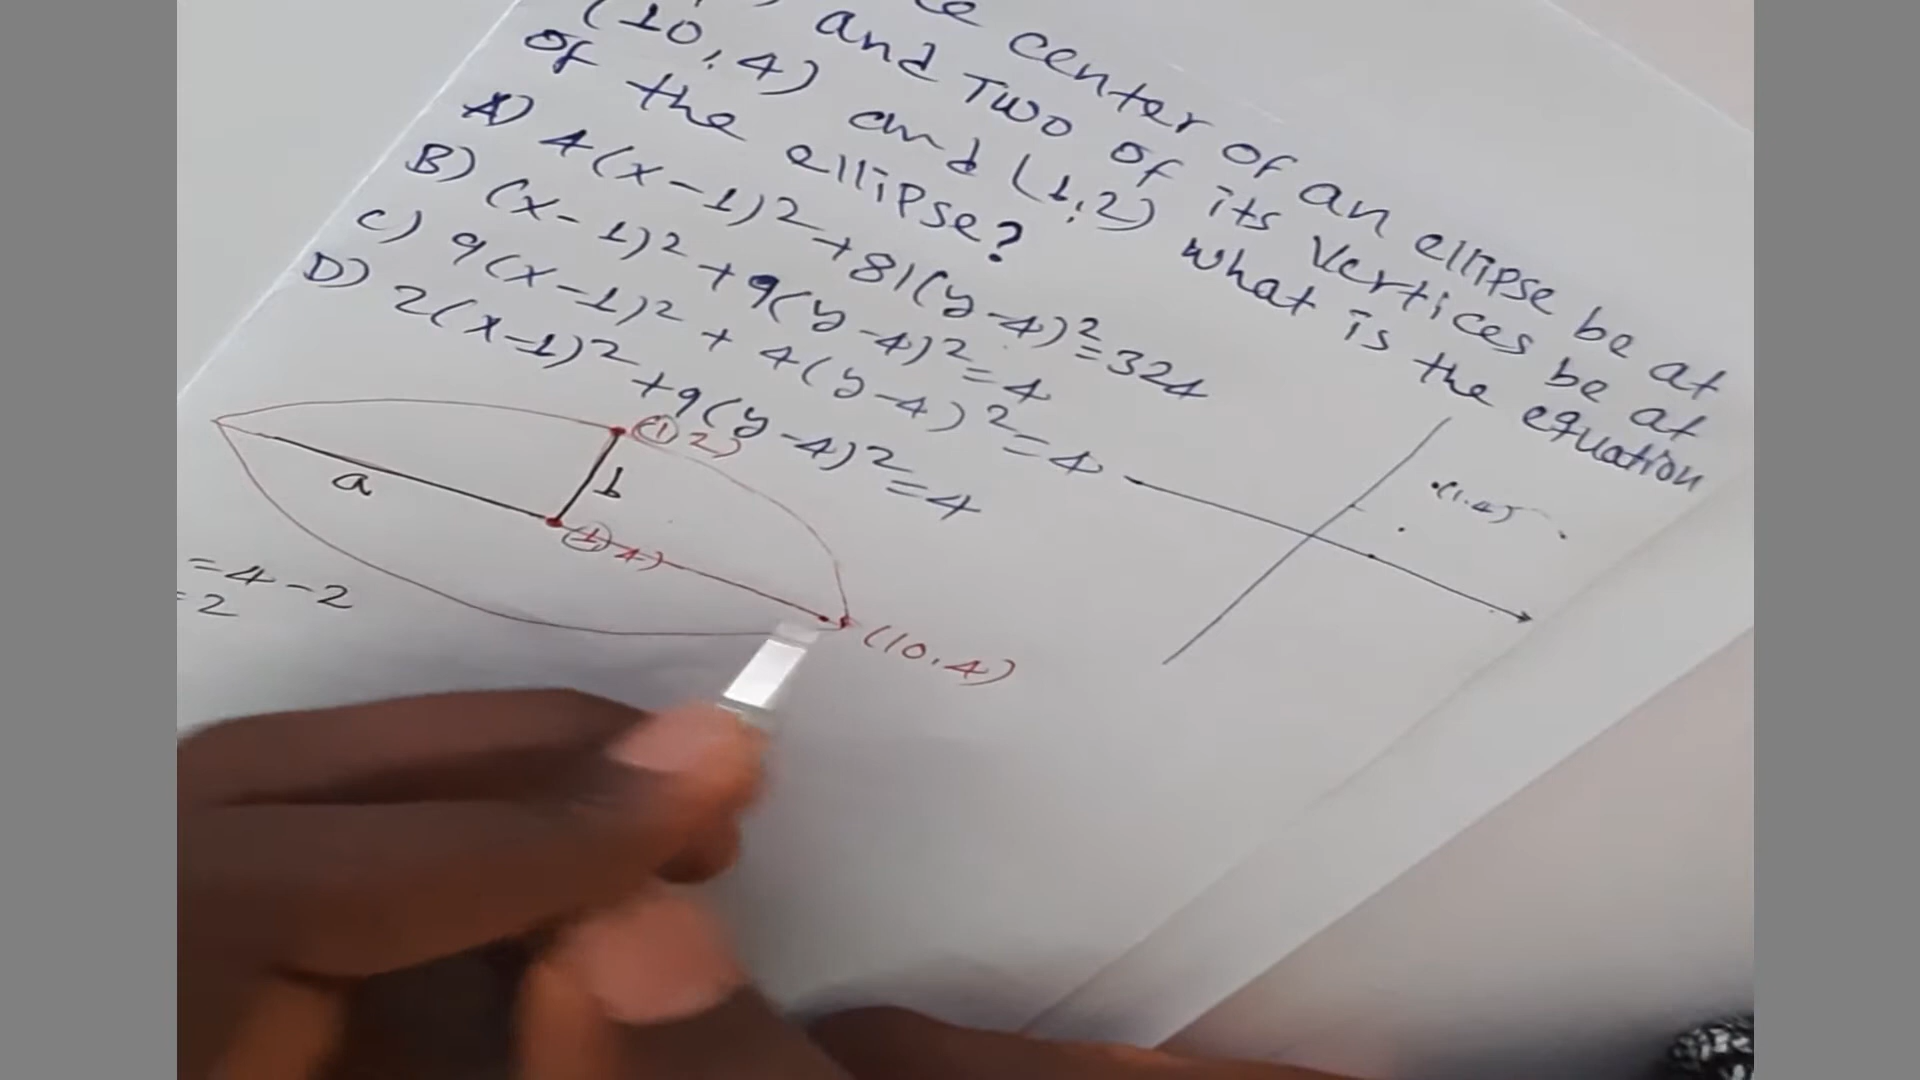 center of an ellipse be at
and Two of its vertices be at
(10,4) and (1,2) what is the equation
of the ellipse?
A) 4(x-1)2+81(y-4)2=324
B) (x-1)2+9(y-4)2=4
C) 9(x-1)2+4(y-4)2=4
D) 2(x-1)2+9(y-4)2=4
(1,2)
a
b
(1,4)
(10,4)
=4-2
=2
(1,4)